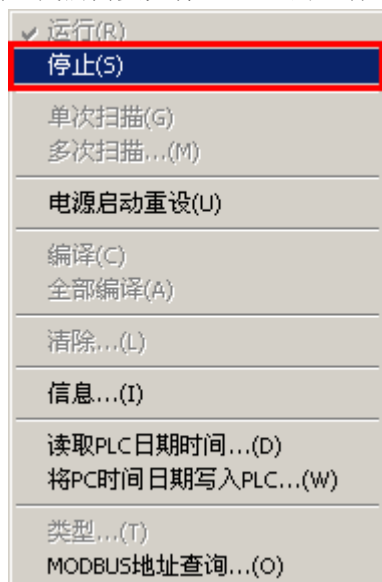 运行(R)
停止(S)
单次扫描(G)
多次扫描...(M)
电源启动重设(U)
编译(C)
全部编译(A)
清除...(L)
信息...(I)
读取PLC日期时间...(D)
将PC时间日期写入PLC...(W)
类型...(T)
MODBUS地址查询...(O)